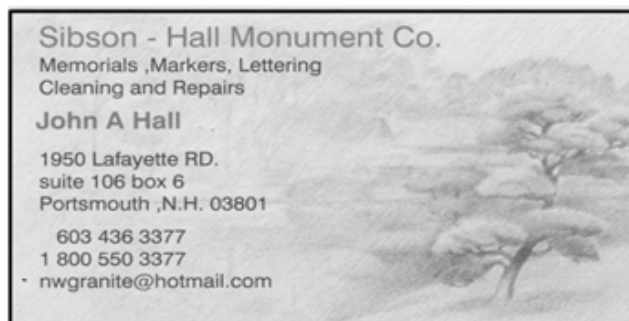 Sibson - Hall Monument Co.
Memorials ,Markers, Lettering
Cleaning and Repairs
John A Hall
1950 Lafayette RD.
suite 106 box 6
Portsmouth ,N.H. 03801
603 436 3377
1 800 550 3377
nwgranite@hotmail.com